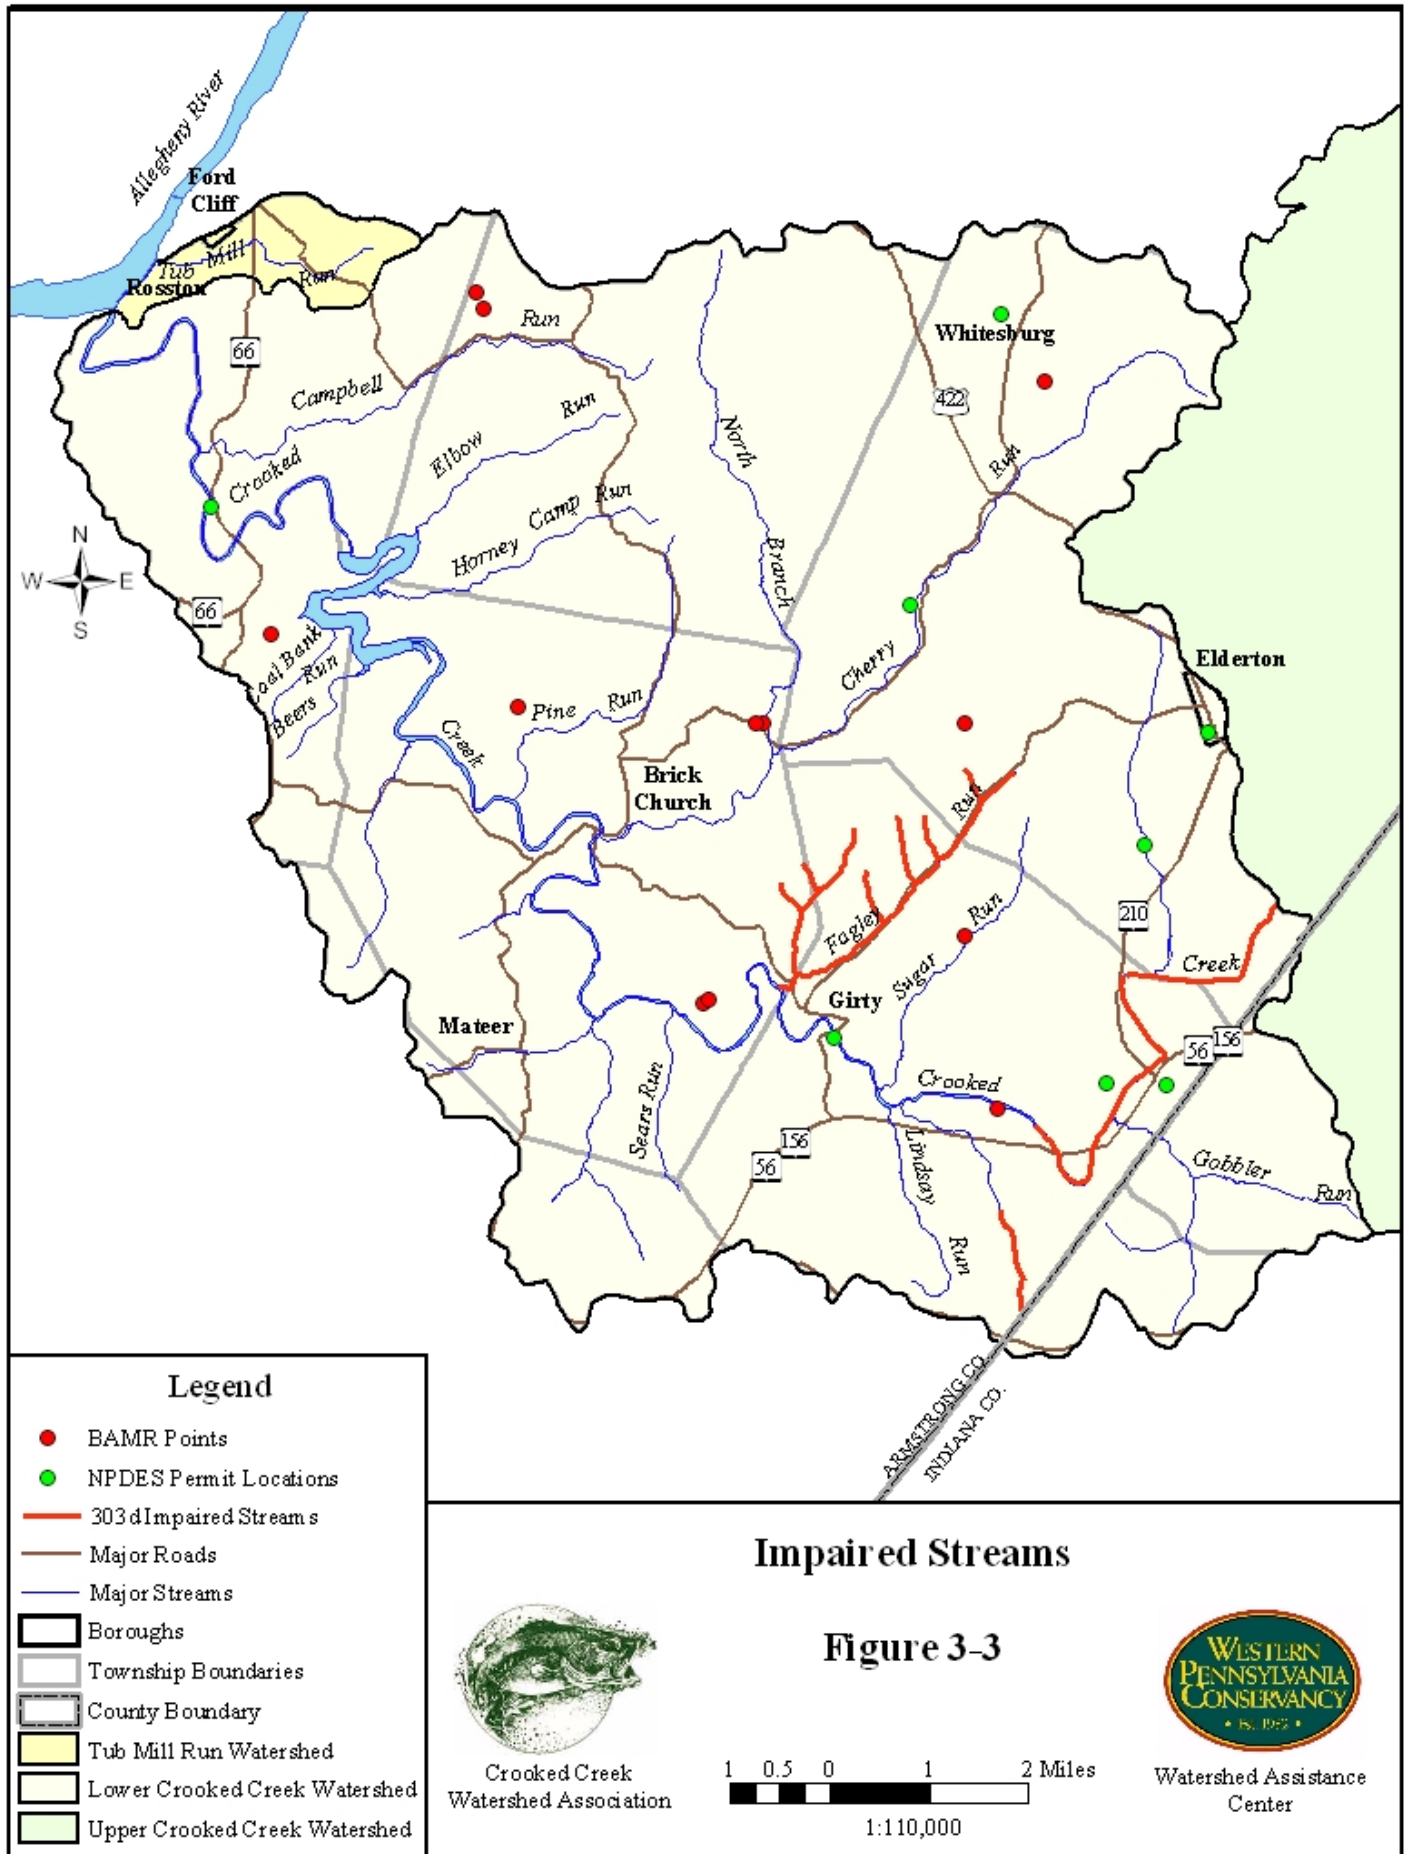 Allegheny River
Ford
Cliff
Tub Mill Run
Rosston
66
Run
Campbell
Whitesburg
422
North
Branch
Run
Elbow
Run
Crooked
Horney Camp Run
N
W E
S
66
Coal Bank
Run
Beers
Cherry
Elderton
Pine Run
Creek
Brick
Church
Run
Fagley
Sugar Run
210
Creek
Girty
Mateer
56 156
Sears Run
Crooked
156
56
Lindsay
Run
Gobbler
Run
ARMSTRONG CO.
INDIANA CO.
Legend
BAMR Points
NPDES Permit Locations
303d Impaired Streams
Major Roads
Major Streams
Boroughs
Township Boundaries
County Boundary
Tub Mill Run Watershed
Lower Crooked Creek Watershed
Upper Crooked Creek Watershed
Impaired Streams
Figure 3-3
Crooked Creek
Watershed Association
1 0.5 0 1 2 Miles
1:110,000
WESTERN
PENNSYLVANIA
CONSERVANCY
• Est. 1932 •
Watershed Assistance
Center